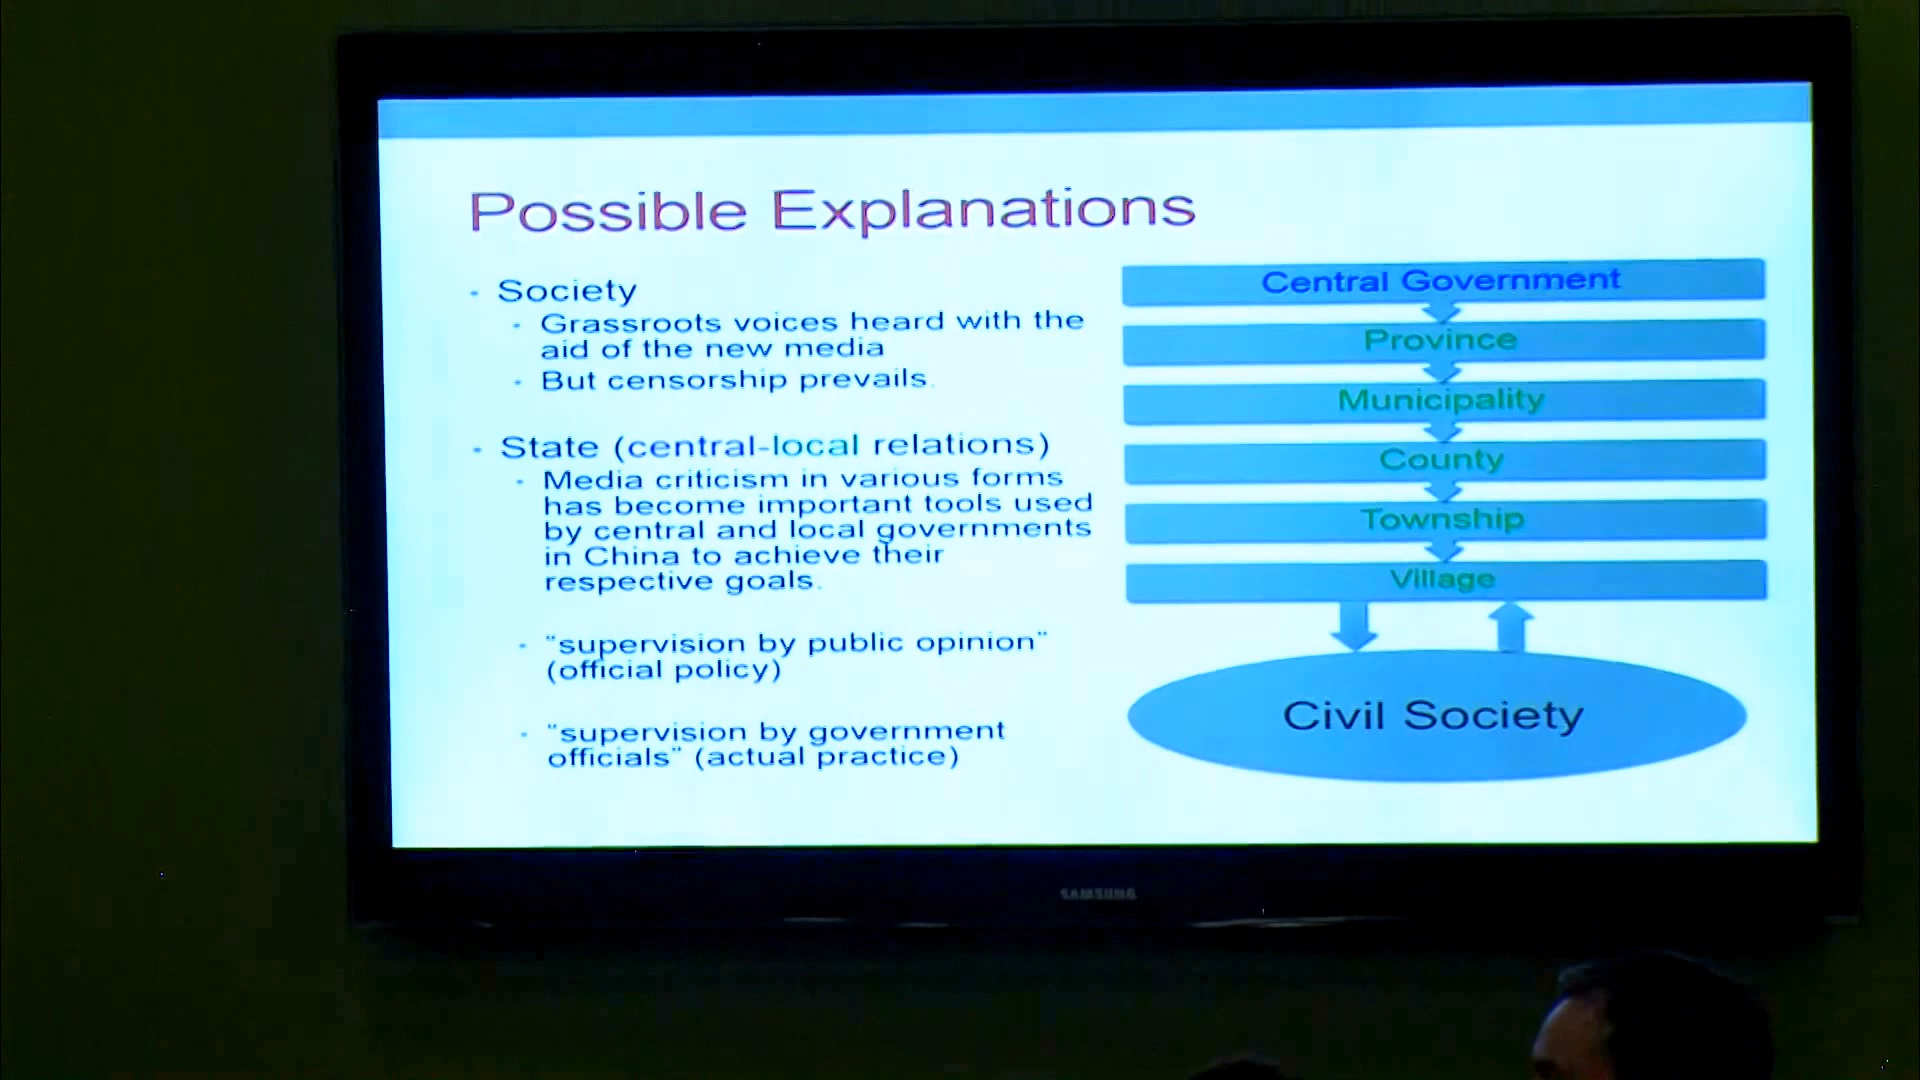 Possible Explanations
Society
Grassroots voices heard with the
aid of the new media
But censorship prevails.
State (central-local relations)
Media criticism in various forms
has become important tools used
by central and local governments
in China to achieve their
respective goals.
"supervision by public opinion"
(official policy)
"supervision by government
officials" (actual practice)
Central Government
Province
Municipality
County
Township
Village
Civil Society
SAMSUNG